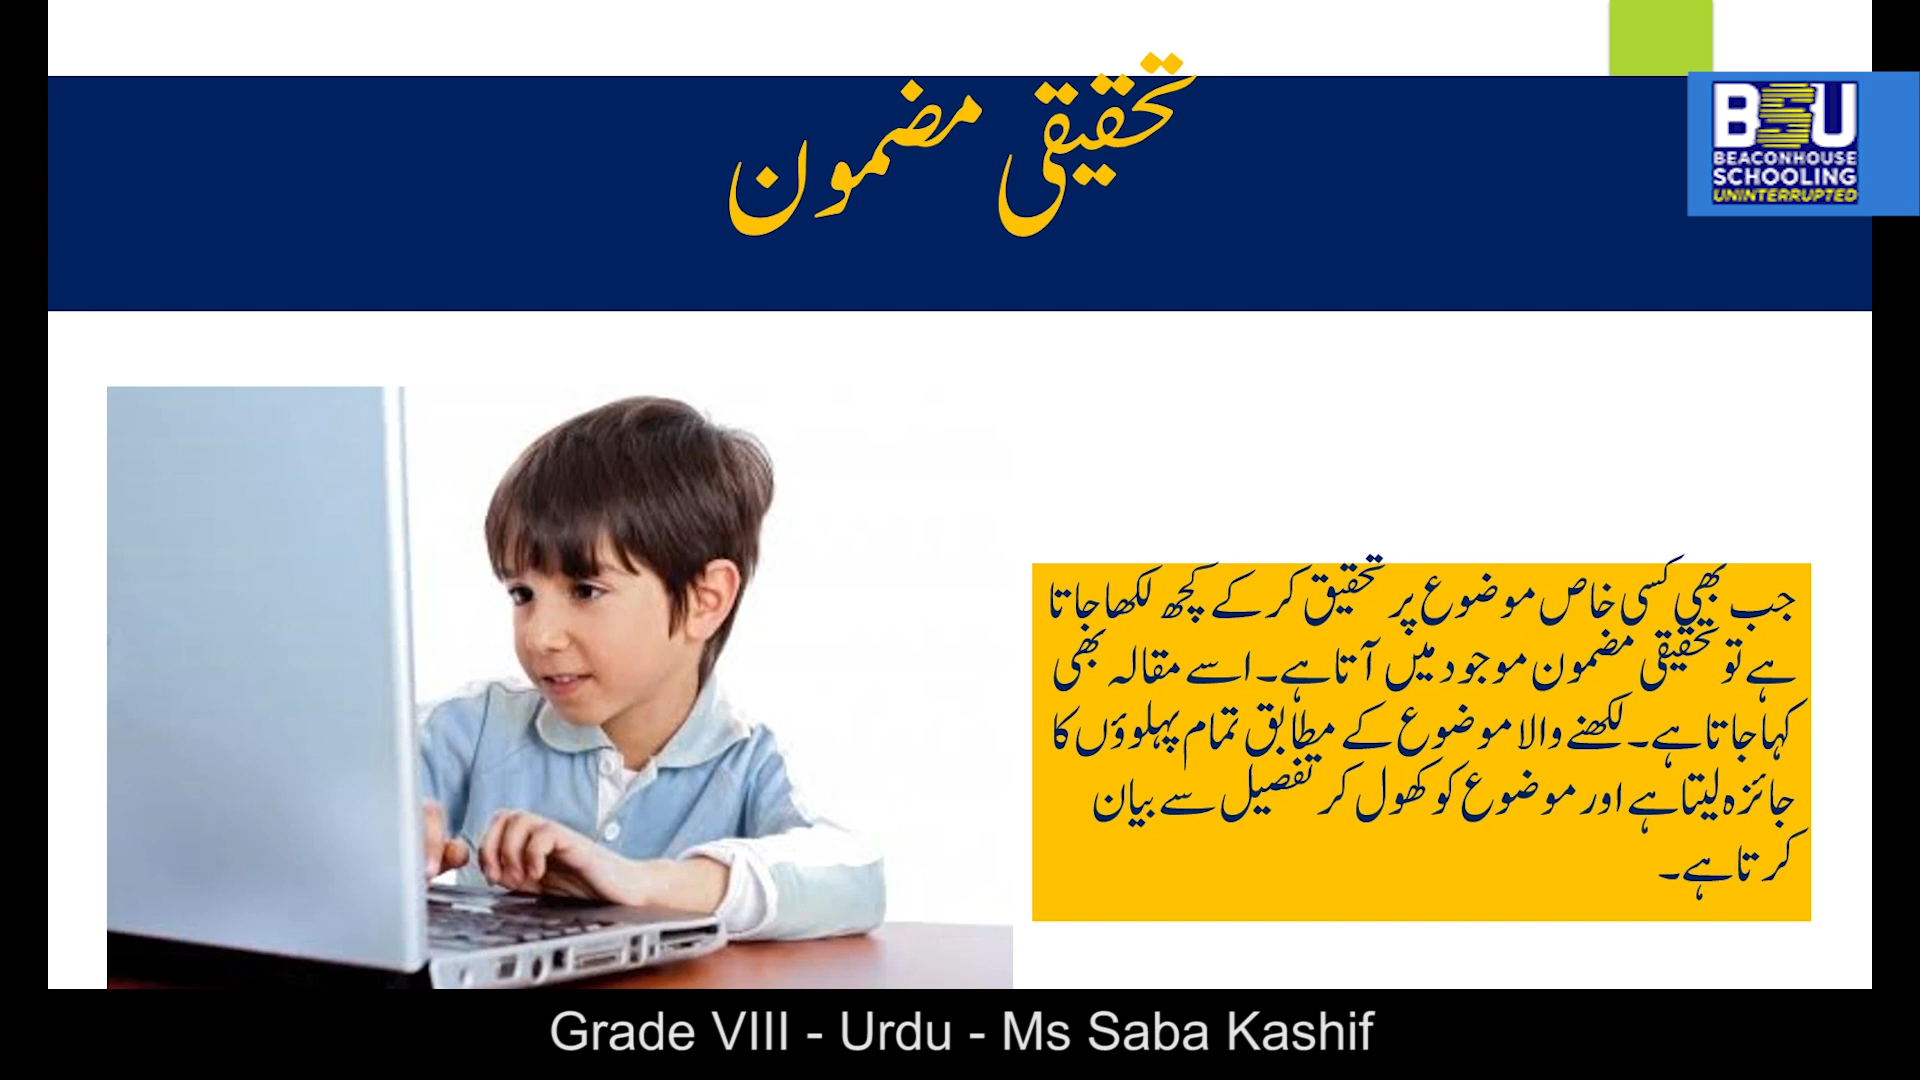 تحقیقی مضمون
BSU
BEACONHOUSE
SCHOOLING
UNINTERRUPTED
جب بھی کسی خاص موضوع پر تحقیق کر کے کچھ لکھا جاتا
ہے تو تحقیقی مضمون موجود میں آتا ہے۔ اسے مقالہ بھی
کہا جاتا ہے۔ لکھنے والا موضوع کے مطابق تمام پہلوؤں کا
جائزہ لیتا ہے اور موضوع کو کھول کر تفصیل سے بیان
کرتا ہے۔
Grade VIII - Urdu - Ms Saba Kashif